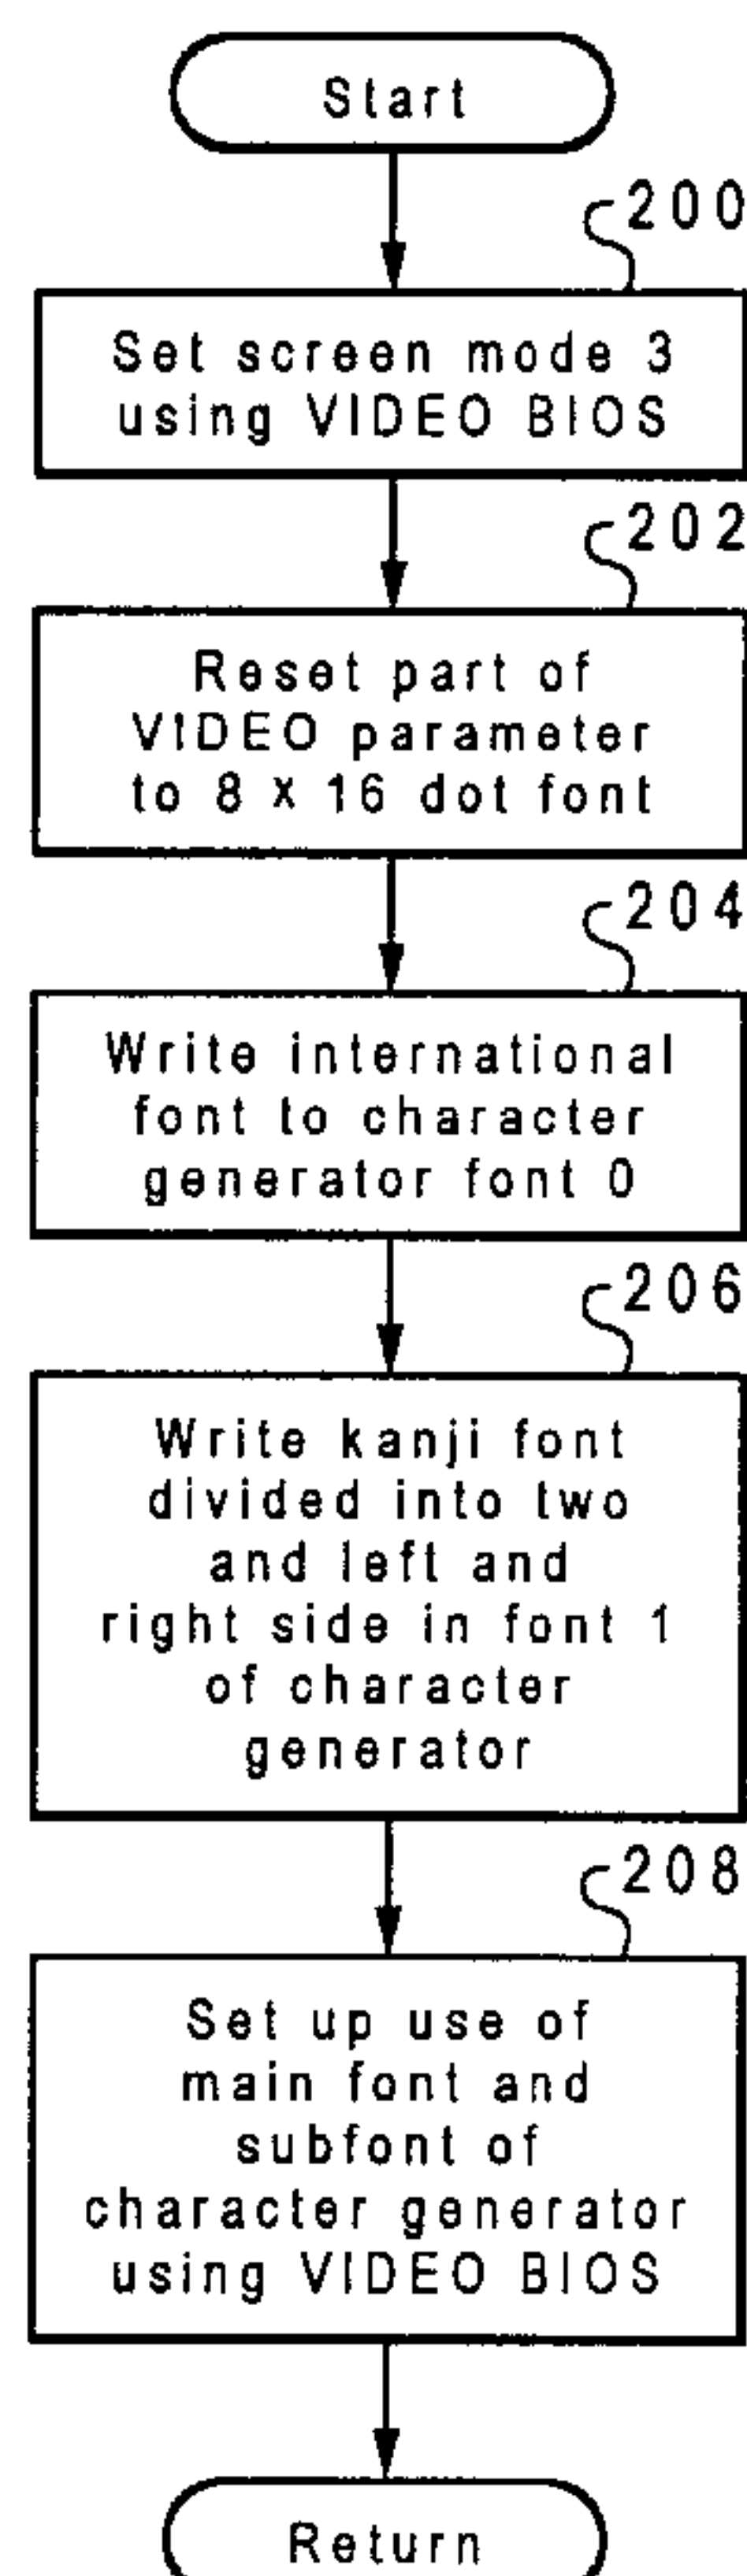 Start
200
Set screen mode 3
using VIDEO BIOS
202
Reset part of
VIDEO parameter
to 8 × 16 dot font
204
Write international
font to character
generator font 0
206
Write kanji font
divided into two
and left and
right side in font 1
of character
generator
208
Set up use of
main font and
subfont of
character generator
using VIDEO BIOS
Return